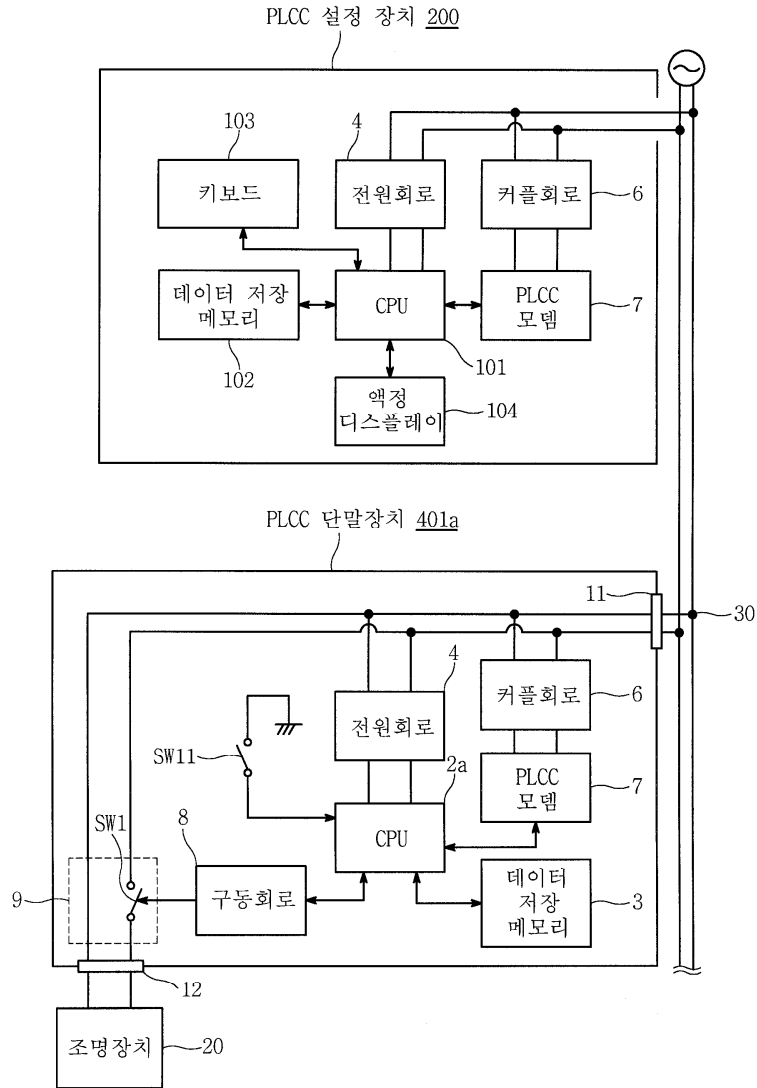 PLCC 설정 장치 200
103
4
키보드
전원회로
커플회로
6
데이터 저장
메모리
CPU
PLCC
모뎀
7
102
101
액정
디스플레이
104
PLCC 단말장치 401a
11
30
4
커플회로
6
전원회로
SW11
2a
PLCC
모뎀
7
SW1
8
CPU
9
구동회로
데이터
저장
메모리
3
12
조명장치
20